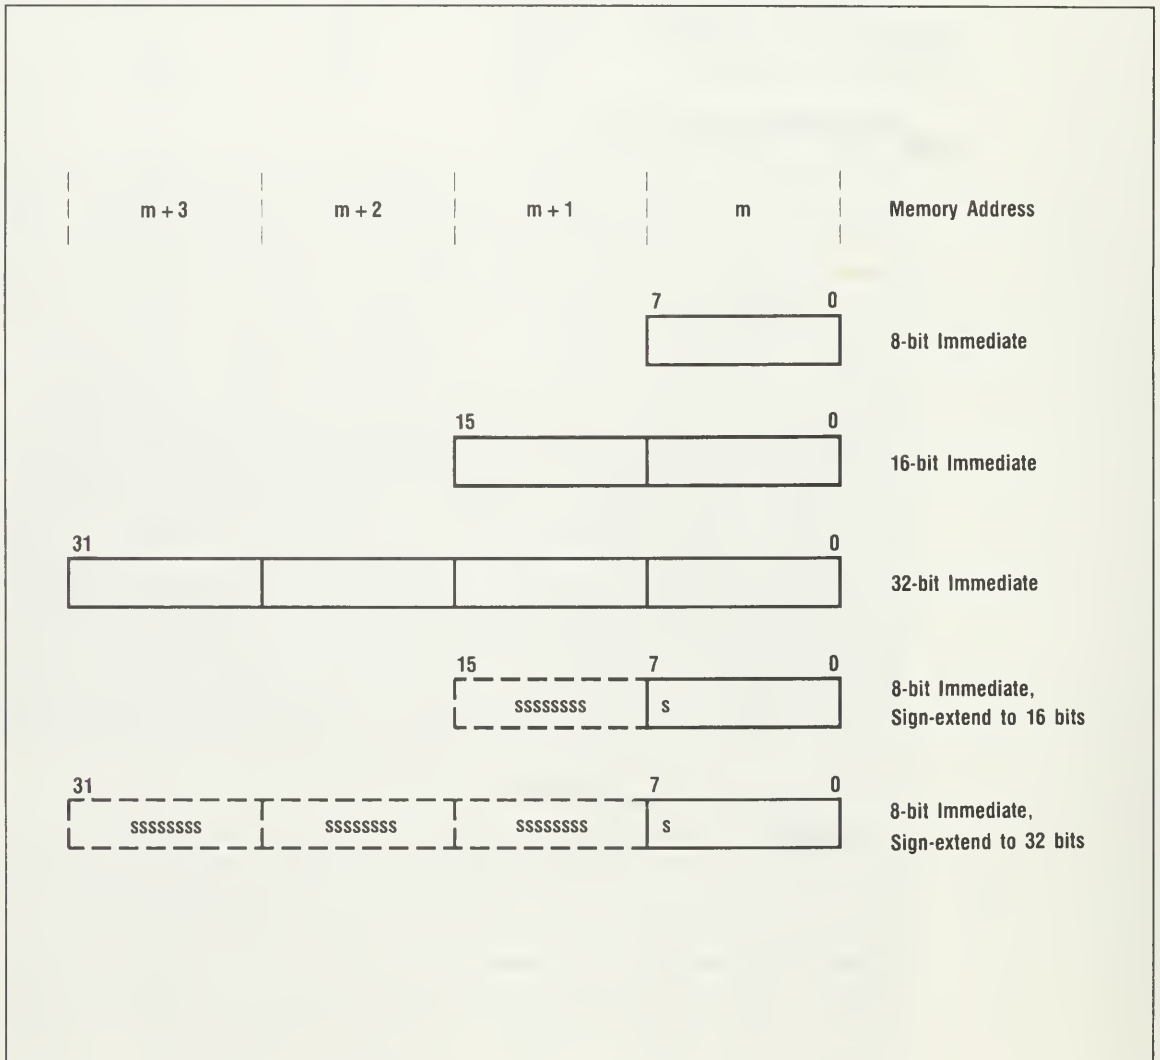 m + 3 m + 2 m + 1 m Memory Address
7 0
8-bit Immediate
15 0
16-bit Immediate
31 0
32-bit Immediate
15 7 0
ssssssss s
8-bit Immediate,
Sign-extend to 16 bits
31 7 0
ssssssss ssssssss ssssssss s
8-bit Immediate,
Sign-extend to 32 bits